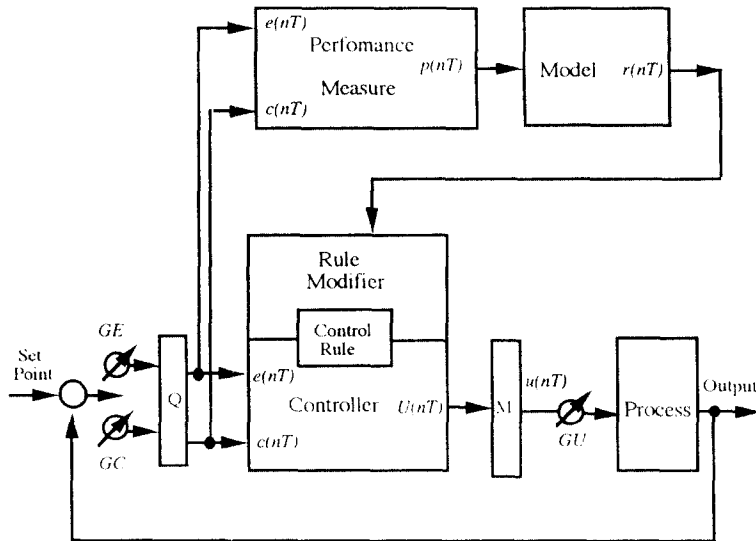 e(nT)
Perfomance
Measure
p(nT)
c(nT)
Model
r(nT)
Rule
Modifier
Control
Rule
GE
Set
Point
Q
e(nT)
Controller
U(nT)
c(nT)
GC
M
u(nT)
GU
Process
Output